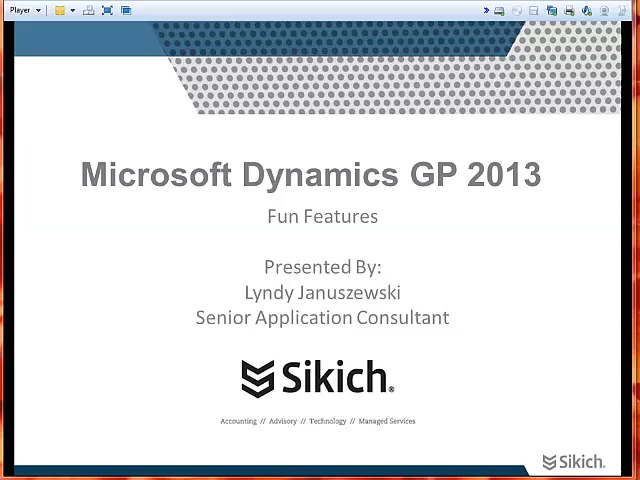 Player
Microsoft Dynamics GP 2013
Fun Features
Presented By:
Lyndy Januszewski
Senior Application Consultant
Sikich®
Accounting // Advisory // Technology // Managed Services
Sikich.